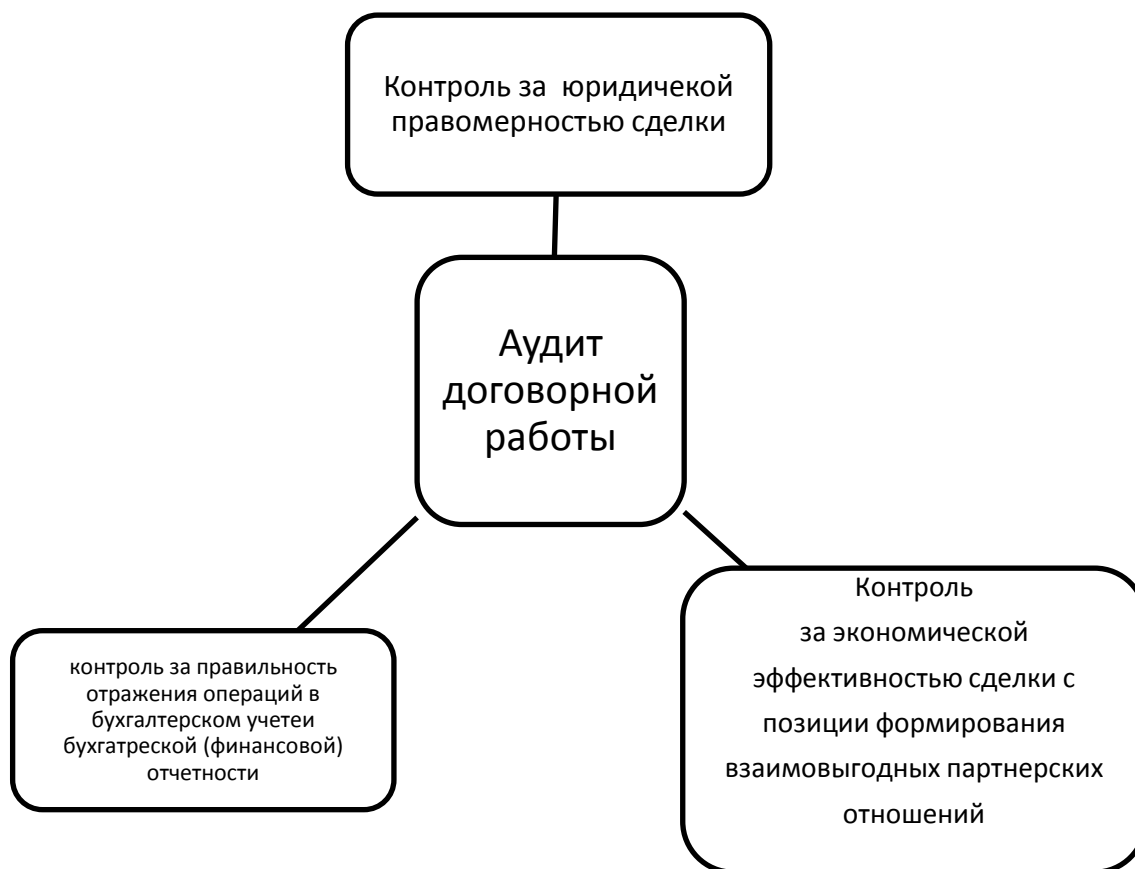 Контроль за юридичекой
правомерностью сделки
Аудит
договорной
работы
контроль за правильность
отражения операций в
бухгалтерском учетеи
бухгатреской (финансовой)
отчетности
Контроль
за экономической
эффективностью сделки с
позиции формирования
взаимовыгодных партнерских
отношений